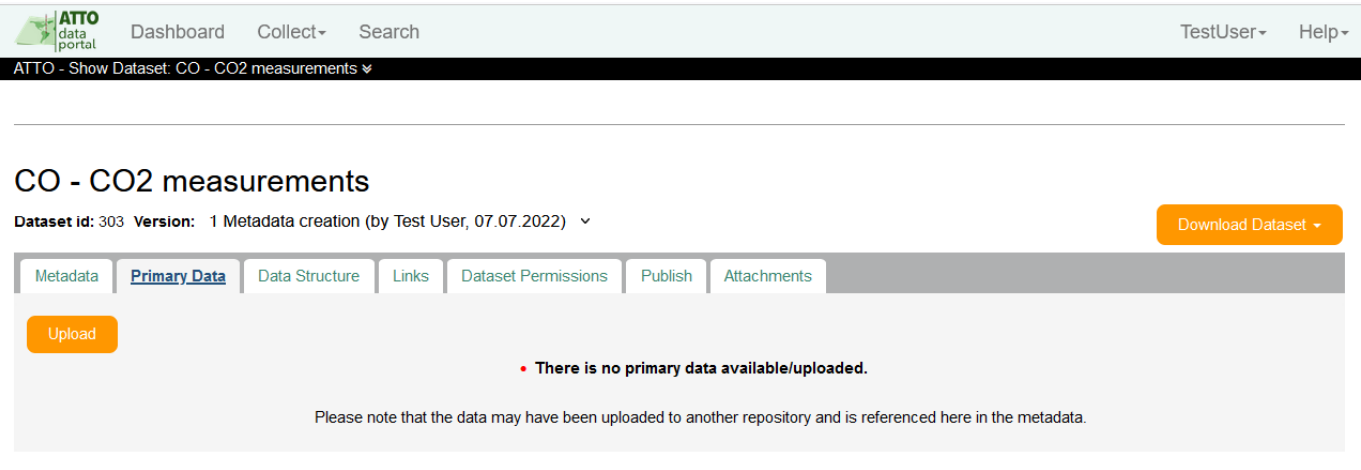 ATTO
data
portal
Dashboard Collect Search TestUser Help
ATTO - Show Dataset: CO - CO2 measurements
CO - CO2 measurements
Dataset id: 303 Version: 1 Metadata creation (by Test User, 07.07.2022)
Download Dataset
Metadata Primary Data Data Structure Links Dataset Permissions Publish Attachments
Upload
• There is no primary data available/uploaded.
Please note that the data may have been uploaded to another repository and is referenced here in the metadata.